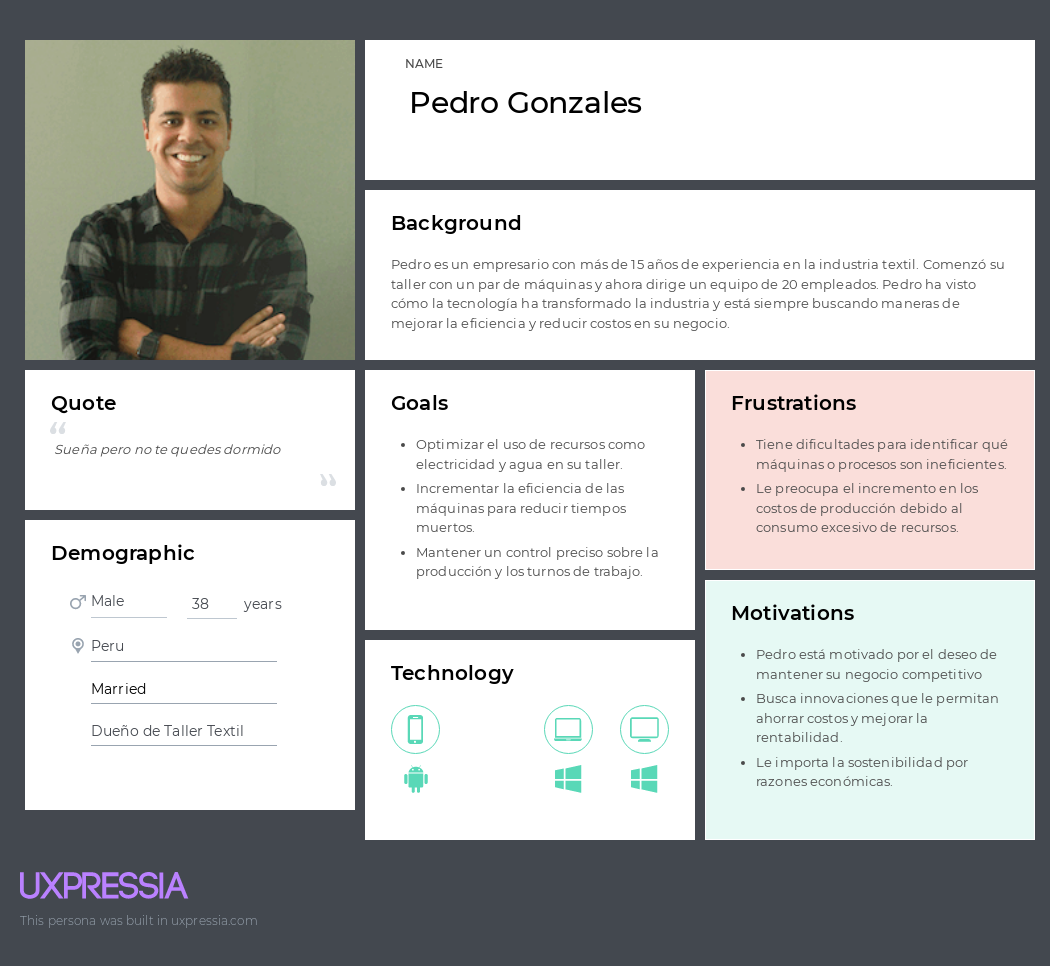 NAME
Pedro Gonzales
Background
Pedro es un empresario con más de 15 años de experiencia en la industria textil. Comenzó su
taller con un par de máquinas y ahora dirige un equipo de 20 empleados. Pedro ha visto
cómo la tecnología ha transformado la industria y está siempre buscando maneras de
mejorar la eficiencia y reducir costos en su negocio.
Quote
“
Sueña pero no te quedes dormido
”
Demographic
Male 38 years
Peru
Married
Dueño de Taller Textil
Goals
• Optimizar el uso de recursos como
electricidad y agua en su taller.
• Incrementar la eficiencia de las
máquinas para reducir tiempos
muertos.
• Mantener un control preciso sobre la
producción y los turnos de trabajo.
Technology
Frustrations
• Tiene dificultades para identificar qué
máquinas o procesos son ineficientes.
• Le preocupa el incremento en los
costos de producción debido al
consumo excesivo de recursos.
Motivations
• Pedro está motivado por el deseo de
mantener su negocio competitivo
• Busca innovaciones que le permitan
ahorrar costos y mejorar la
rentabilidad.
• Le importa la sostenibilidad por
razones económicas.
UXPRESSIA
This persona was built in uxpressia.com